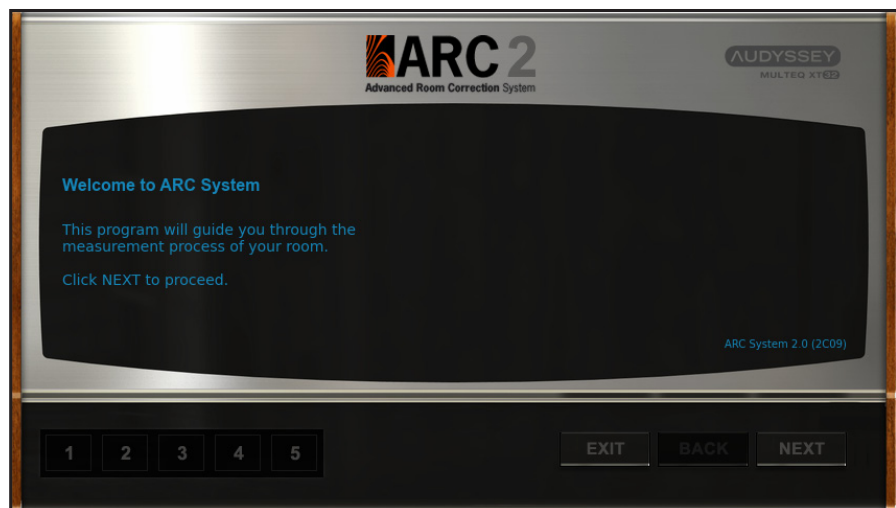 ARC 2
Advanced Room Correction System
AUDYSSEY
MULTEQ XT32
Welcome to ARC System
This program will guide you through the
measurement process of your room.
Click NEXT to proceed.
ARC System 2.0 (2C09)
1 2 3 4 5 EXIT BACK NEXT